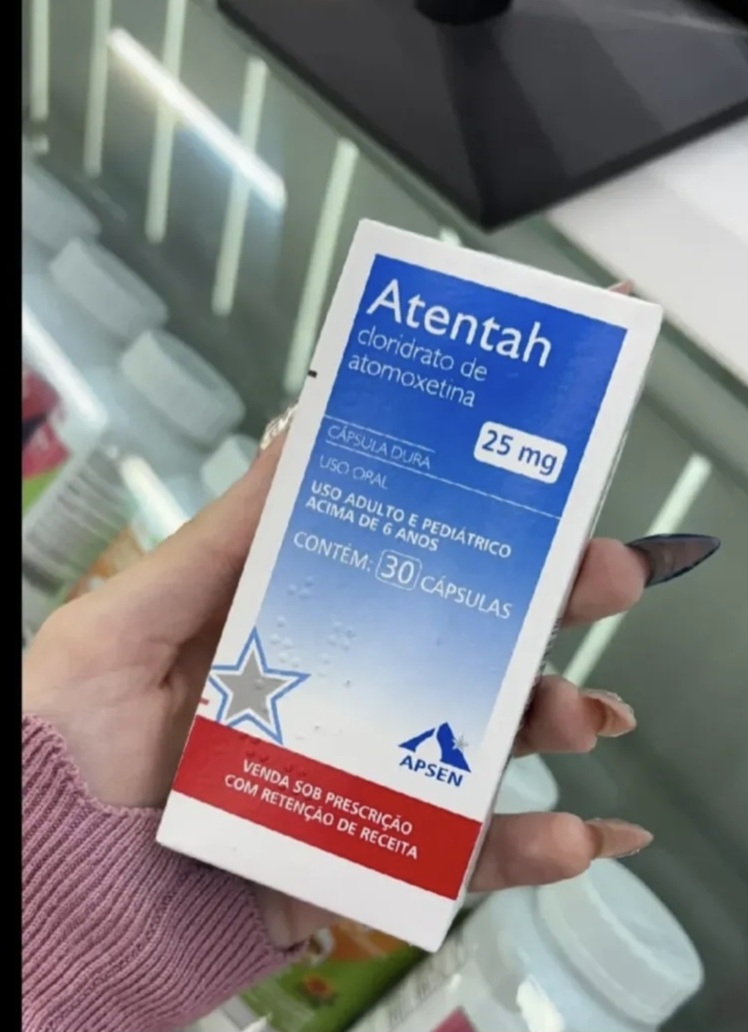 Atentah
cloridrato de
atomoxetina
25 mg
CÁPSULA DURA
USO ORAL
USO ADULTO E PEDIÁTRICO
ACIMA DE 6 ANOS
CONTÉM: 30 CÁPSULAS
APSEN
VENDA SOB PRESCRIÇÃO
COM RETENÇÃO DE RECEITA